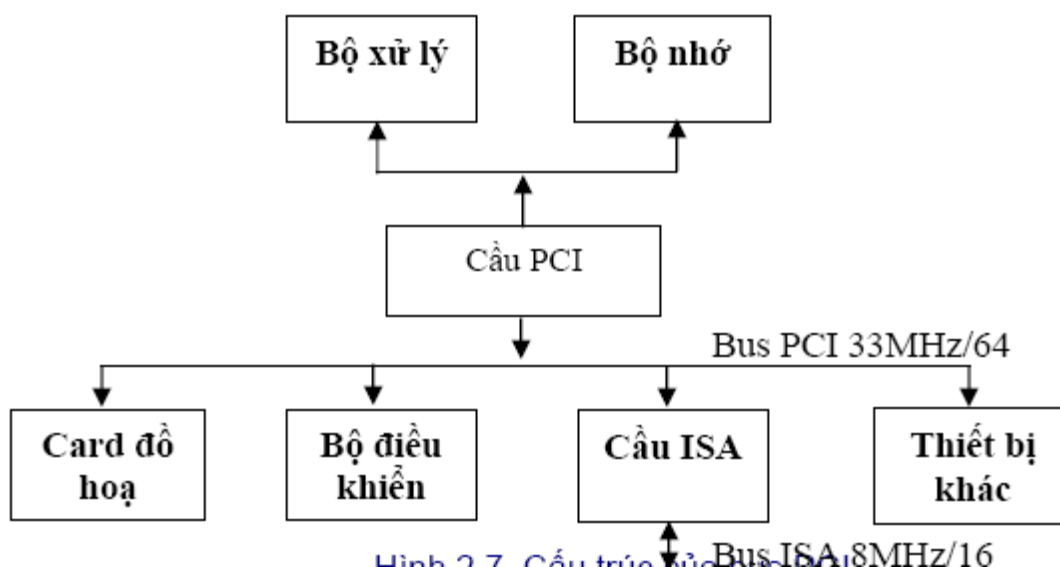 Bộ xử lý
Bộ nhớ
Cầu PCI
Bus PCI 33MHz/64
Card đồ
hoạ
Bộ điều
khiển
Cầu ISA
Thiết bị
khác
Bus ISA 8MHz/16
Hình 2.7. Cấu trúc của